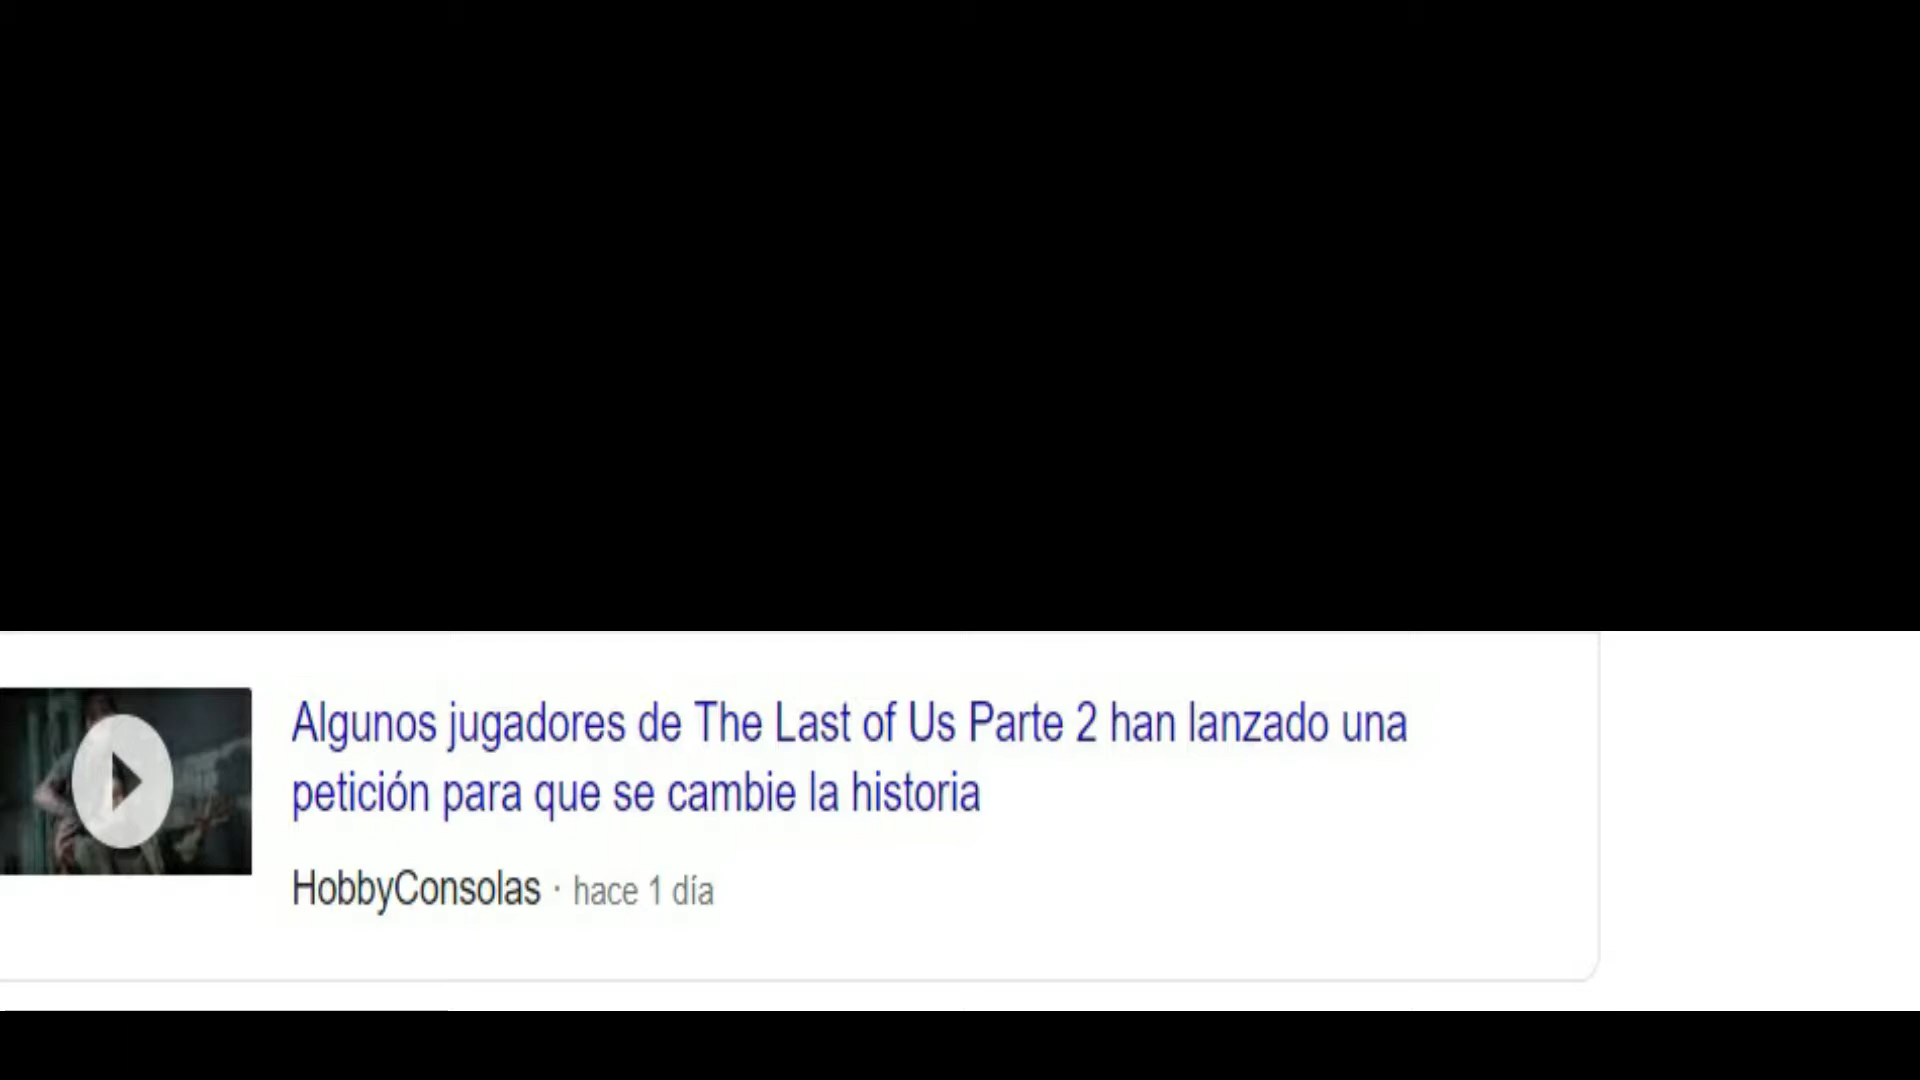 Algunos jugadores de The Last of Us Parte 2 han lanzado una
petición para que se cambie la historia
HobbyConsolas · hace 1 día